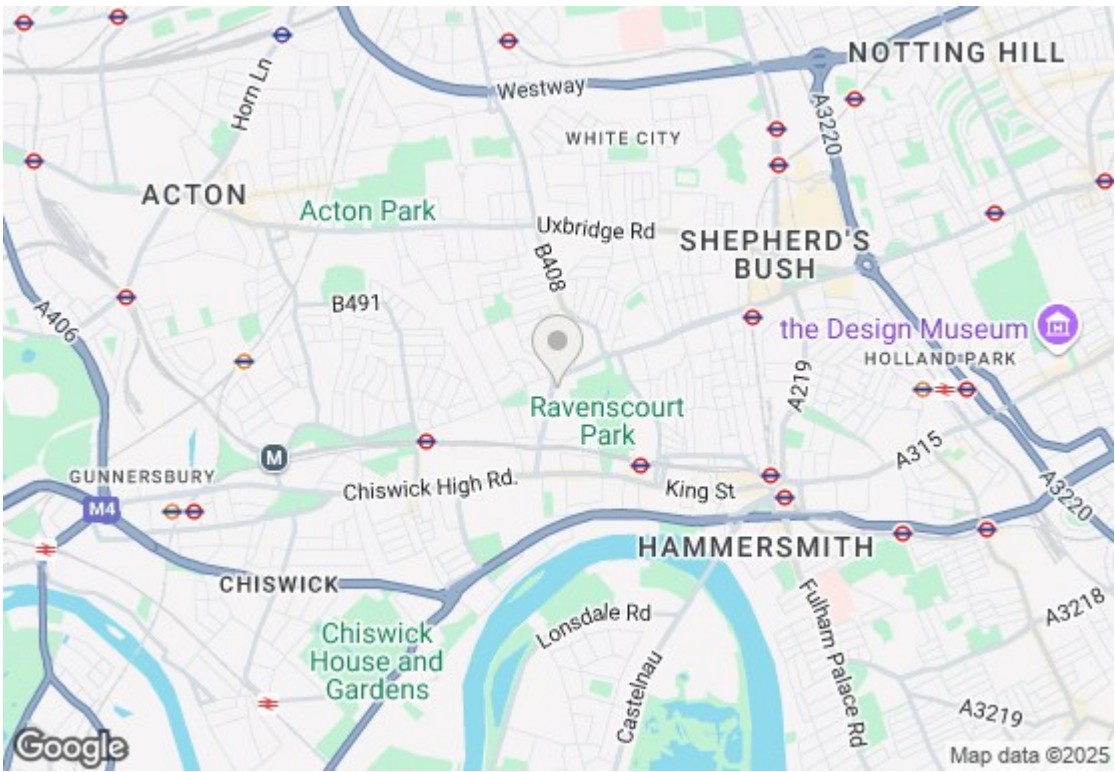 NOTTING HILL
Horn Ln
Westway
A3220
WHITE CITY
ACTON
Acton Park
Uxbridge Rd
SHEPHERD'S
BUSH
B408
B491
A406
the Design Museum
HOLLAND PARK
A219
Ravenscourt
Park
A315
M
GUNNERSBURY
Chiswick High Rd.
King St
A3220
M4
HAMMERSMITH
CHISWICK
Lonsdale Rd
Fulham Palace Rd
A3218
Chiswick
House and
Gardens
Castelnau
A3219
Google
Map data ©2025